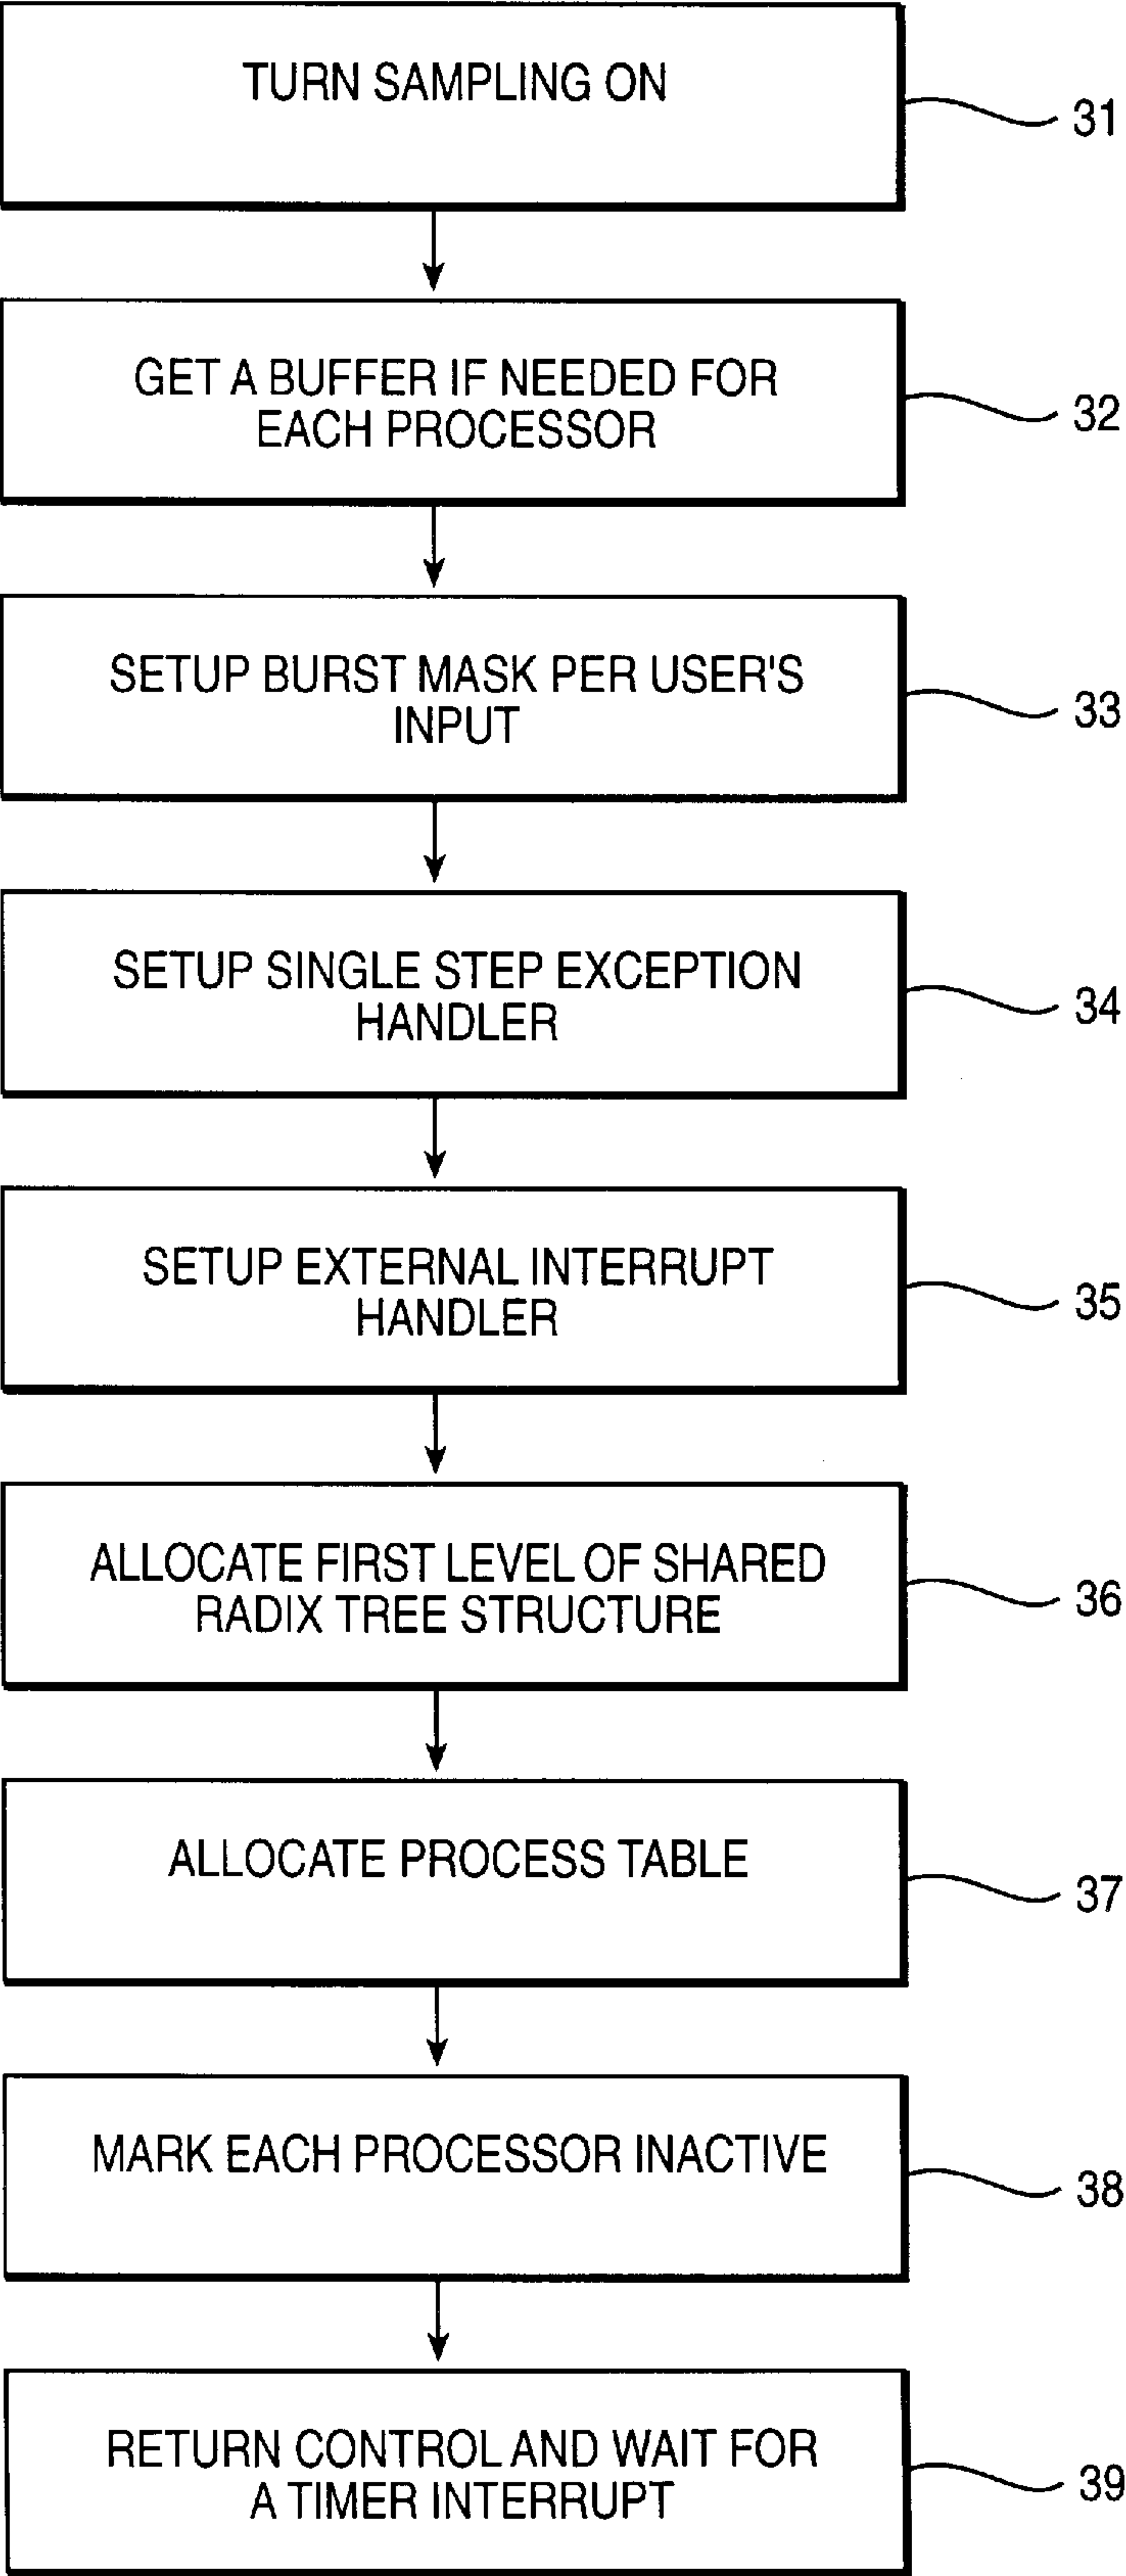 TURN SAMPLING ON
31
GET A BUFFER IF NEEDED FOR
EACH PROCESSOR
32
SETUP BURST MASK PER USER'S
INPUT
33
SETUP SINGLE STEP EXCEPTION
HANDLER
34
SETUP EXTERNAL INTERRUPT
HANDLER
35
ALLOCATE FIRST LEVEL OF SHARED
RADIX TREE STRUCTURE
36
ALLOCATE PROCESS TABLE
37
MARK EACH PROCESSOR INACTIVE
38
RETURN CONTROL AND WAIT FOR
A TIMER INTERRUPT
39